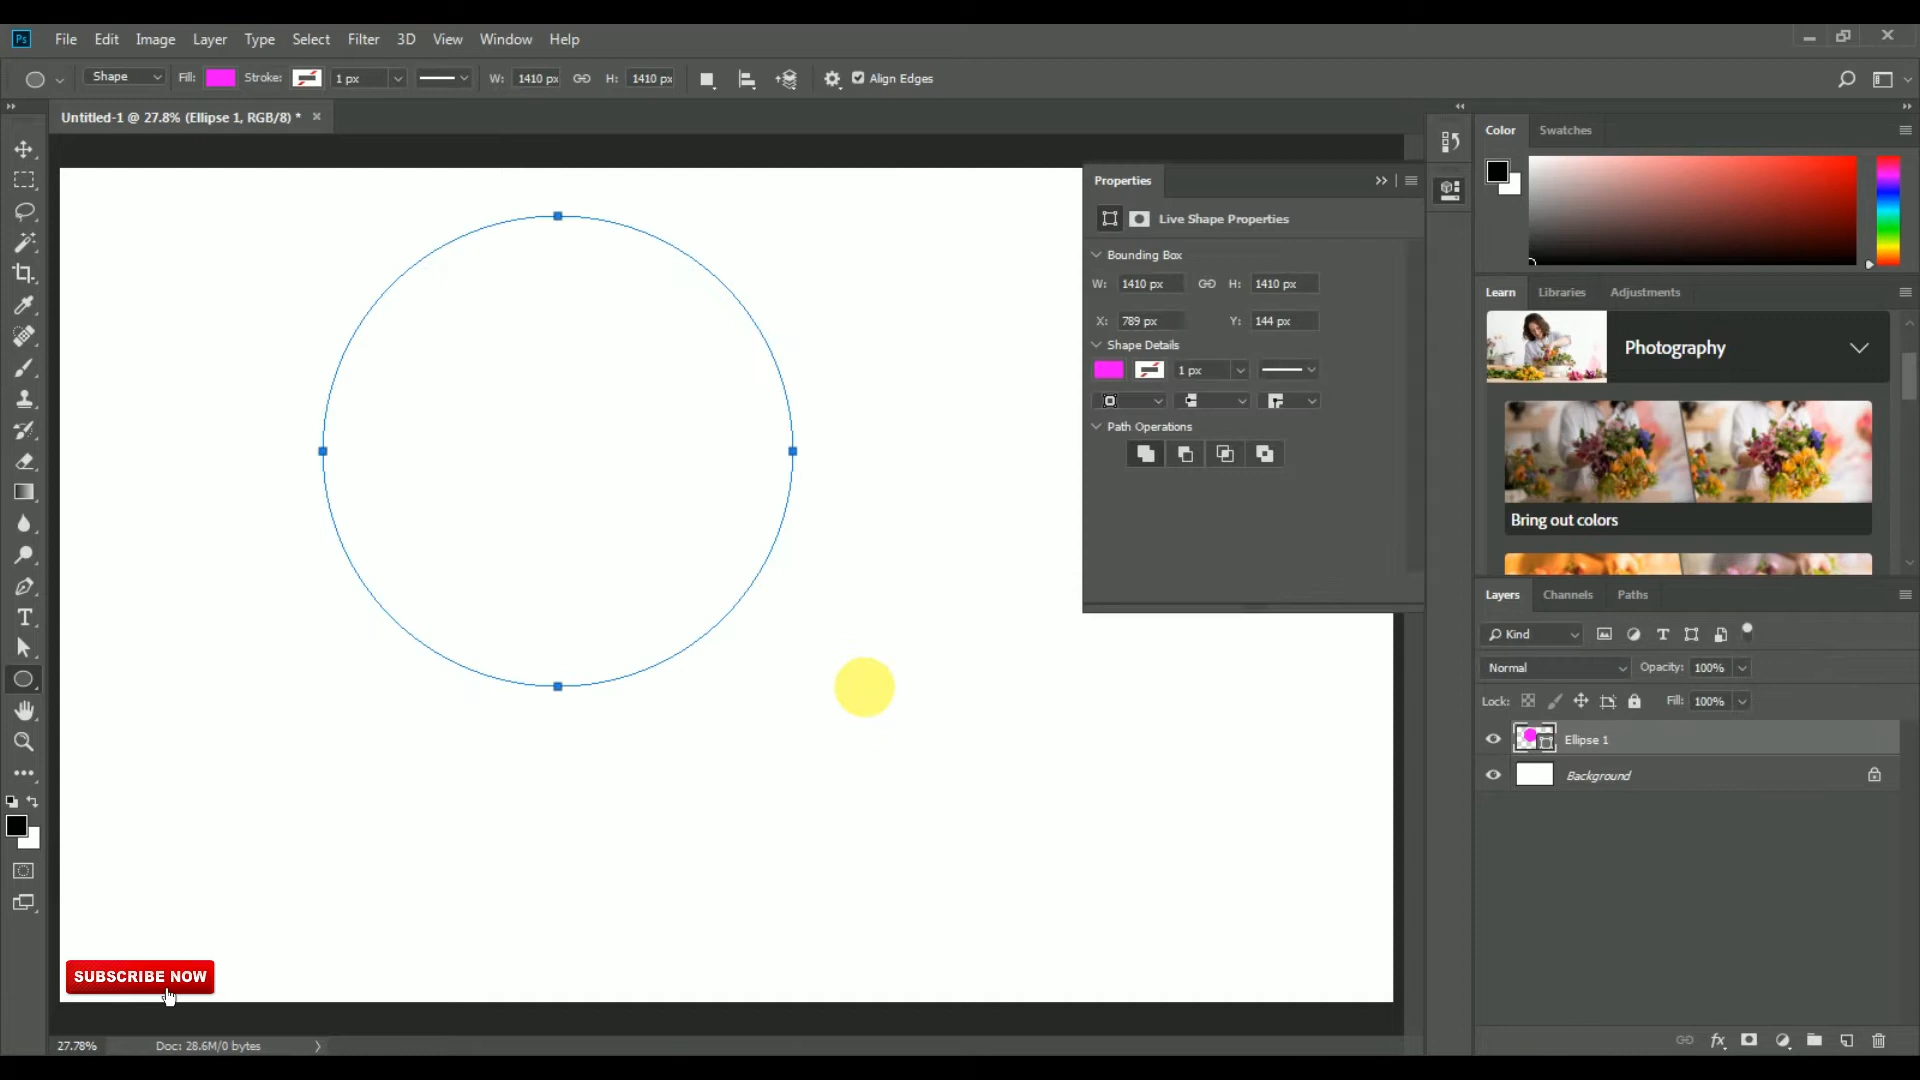 Ps File Edit Image Layer Type Select Filter 3D View Window Help
Shape Fill: Stroke: 1 px W: 1410 px H: 1410 px Align Edges
Untitled-1 @ 27.8% (Ellipse 1, RGB/8) *
Properties
Live Shape Properties
Bounding Box
W: 1410 px H: 1410 px
X: 789 px Y: 144 px
Shape Details
1 px
Path Operations
Color Swatches
Learn Libraries Adjustments
Photography
Bring out colors
Layers Channels Paths
Kind
Normal Opacity: 100%
Lock: Fill: 100%
Ellipse 1
Background
SUBSCRIBE NOW
27.78% Doc: 28.6M/0 bytes